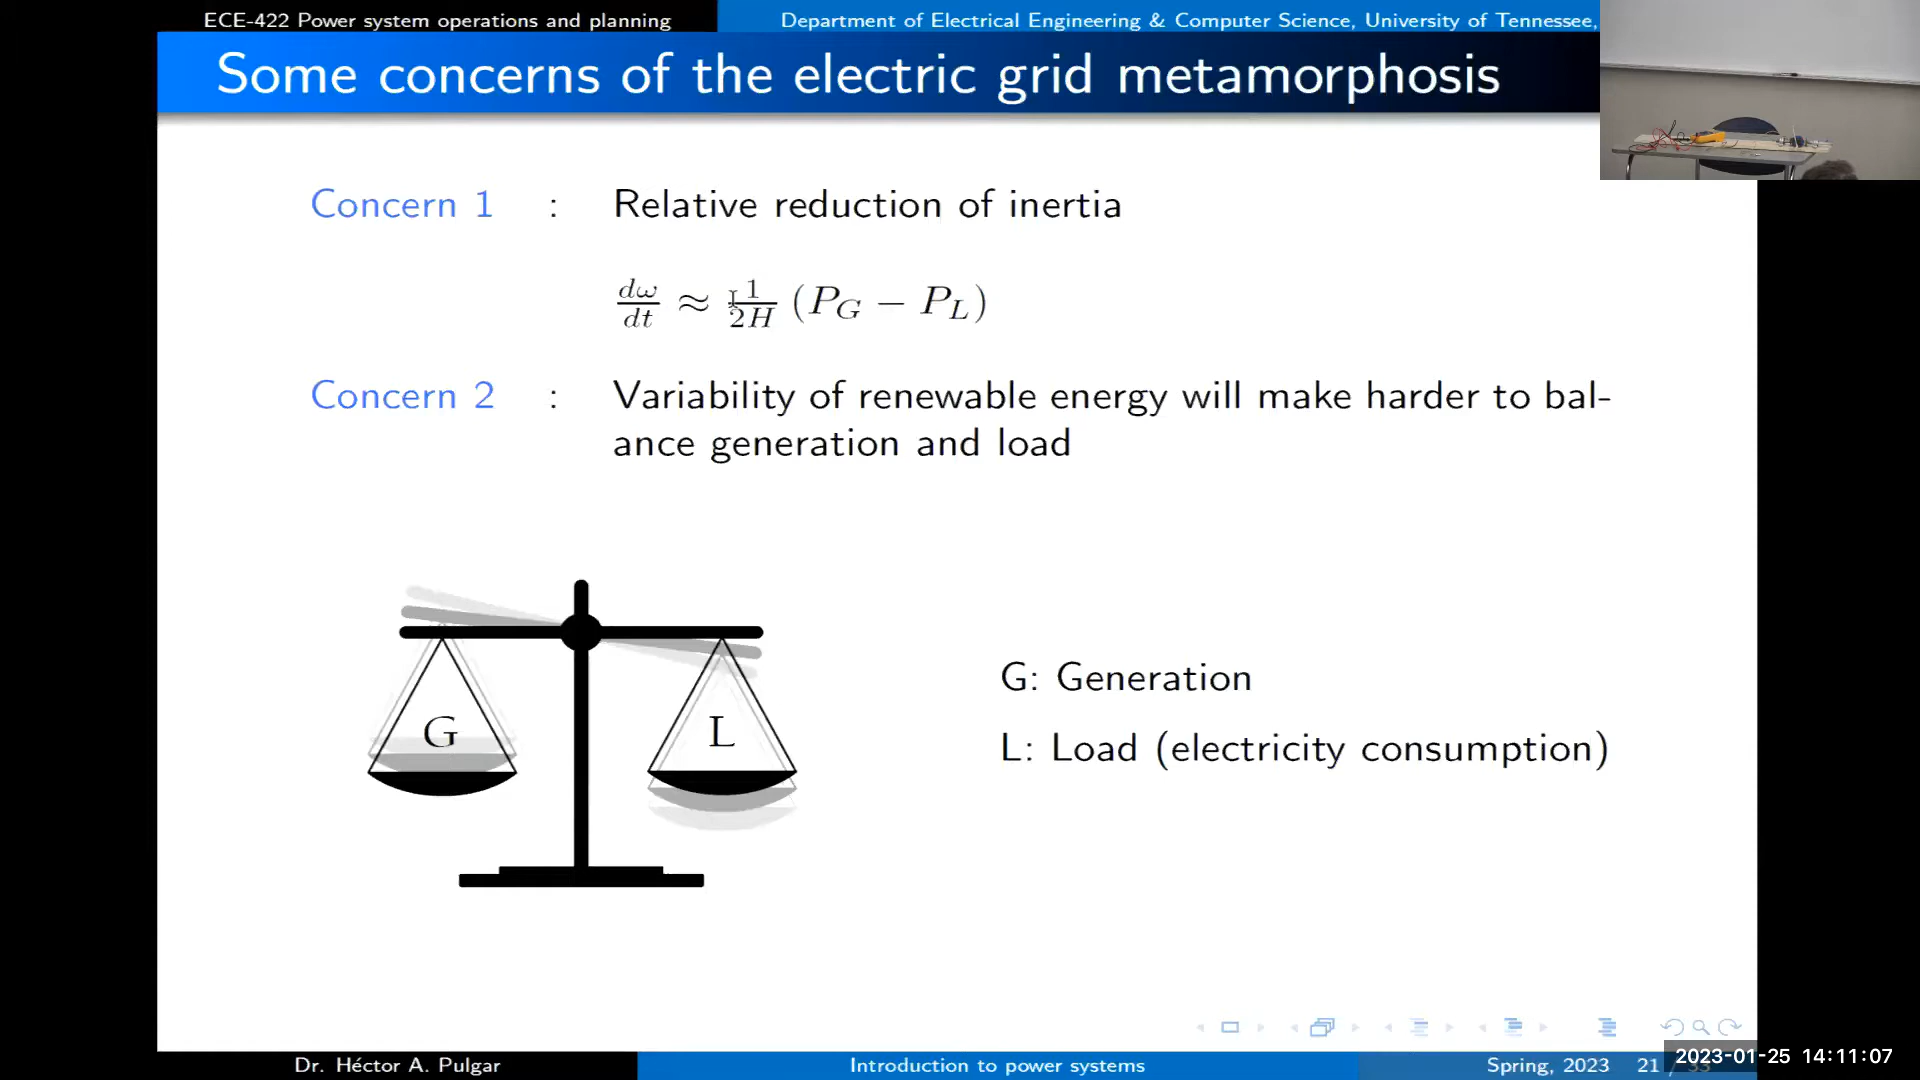 ECE-422 Power system operations and planning
Department of Electrical Engineering & Computer Science, University of Tennessee,
Some concerns of the electric grid metamorphosis
Concern 1 : Relative reduction of inertia
dω/dt ≈ 1/2H (P_G − P_L)
Concern 2 : Variability of renewable energy will make harder to bal-
ance generation and load
G
L
G: Generation
L: Load (electricity consumption)
Dr. Héctor A. Pulgar
Introduction to power systems
Spring, 2023
21 / 33
2023-01-25 14:11:07